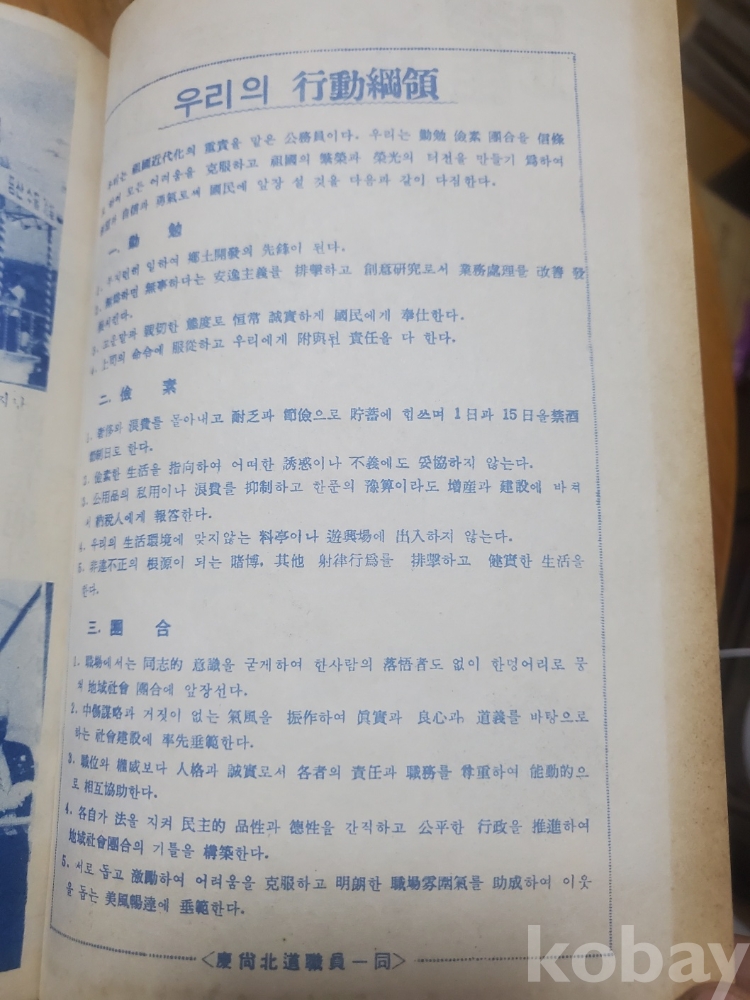 우리의 行動綱領
우리는 祖國近代化의 重責을 맡은 公務員이다. 우리는 勤勉 儉素 團合을 信條
로 모든 어려움을 克服하고 祖國의 繁榮과 榮光의 터전을 만들기 爲하여
自信과 勇氣로써 國民에 앞장 설 것을 다음과 같이 다짐한다.
一. 勤 勉
1. 부지런히 일하여 鄕土開發의 先鋒이 된다.
2. 無事하다는 安逸主義를 排擊하고 創意硏究로서 業務處理를 改善 發
展시킨다.
3. 고운말과 親切한 態度로 恒常 誠實하게 國民에게 奉仕한다.
4. 上司의 命令에 服從하고 우리에게 附與된 責任을 다 한다.
二. 儉 素
1. 奢侈와 浪費를 몰아내고 耐乏과 節儉으로 貯蓄에 힘쓰며 1日과 15日을 禁酒
日로 한다.
2. 儉素한 生活을 指向하여 어떠한 誘惑이나 不義에도 妥協하지 않는다.
3. 公用品의 私用이나 浪費를 抑制하고 한푼의 豫算이라도 增産과 建設에 바쳐
서 納稅人에게 報答한다.
4. 우리의 生活環境에 맞지않는 料亭이나 遊興場에 出入하지 않는다.
5. 非違不正의 根源이 되는 賭博, 其他 射倖行爲를 排擊하고 健實한 生活을
한다.
三. 團 合
1. 職場에서는 同志的 意識을 굳게하여 한사람의 落悟者도 없이 한덩어리로 뭉
쳐 地域社會 團合에 앞장선다.
2. 中傷謀略과 거짓이 없는 氣風을 振作하여 眞實과 良心과 道義를 바탕으로
하는 社會建設에 率先垂範한다.
3. 職位와 權威보다 人格과 誠實로서 各者의 責任과 職務를 尊重하여 能動的으
로 相互協助한다.
4. 各自가 法을 지켜 民主的 品性과 德性을 간직하고 公平한 行政을 推進하여
地域社會團合의 기틀을 構築한다.
5. 서로 돕고 激勵하여 어려움을 克服하고 明朗한 職場雰圍氣를 助成하여 이웃
을 돕는 美風暢達에 垂範한다.
<慶尙北道職員一同>
kobay